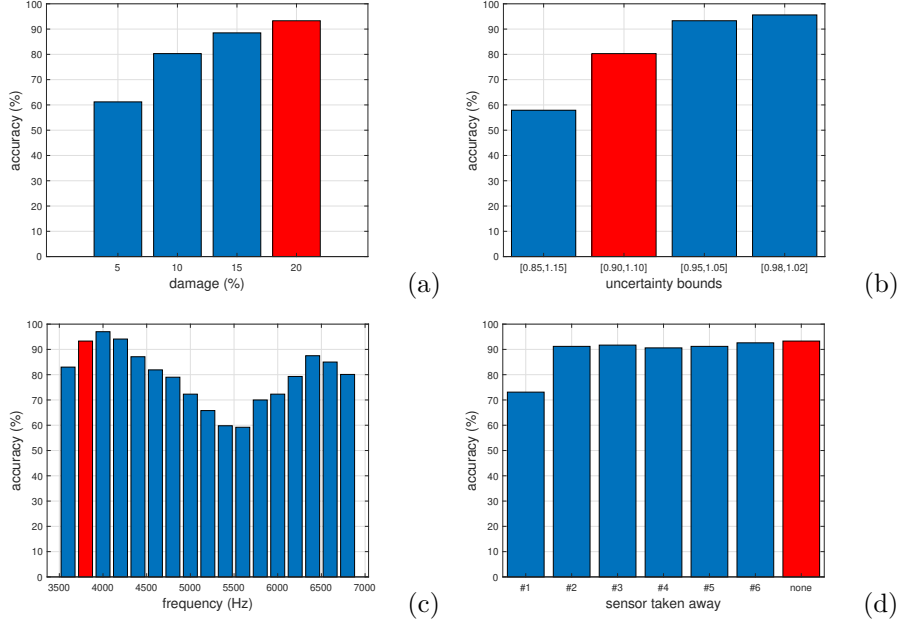 100
90
80
70
60
50
40
30
20
10
0
accuracy (%)
5 10 15 20
damage (%)
(a)
100
90
80
70
60
50
40
30
20
10
0
accuracy (%)
[0.85,1.15] [0.90,1.10] [0.95,1.05] [0.98,1.02]
uncertainty bounds
(b)
100
90
80
70
60
50
40
30
20
10
0
accuracy (%)
3500 4000 4500 5000 5500 6000 6500 7000
frequency (Hz)
(c)
100
90
80
70
60
50
40
30
20
10
0
accuracy (%)
#1 #2 #3 #4 #5 #6 none
sensor taken away
(d)